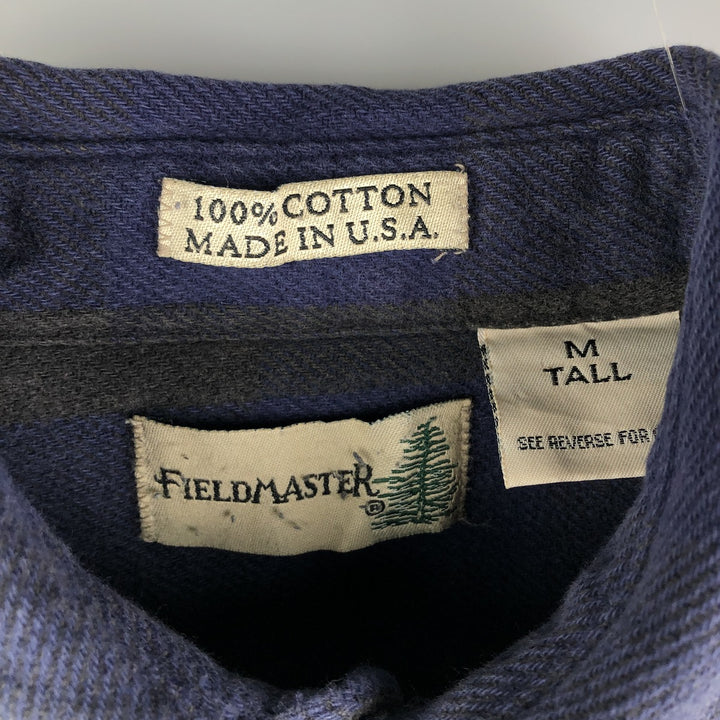 100% COTTON
MADE IN U.S.A.
M
TALL
SEE REVERSE FOR
FIELDMASTER®